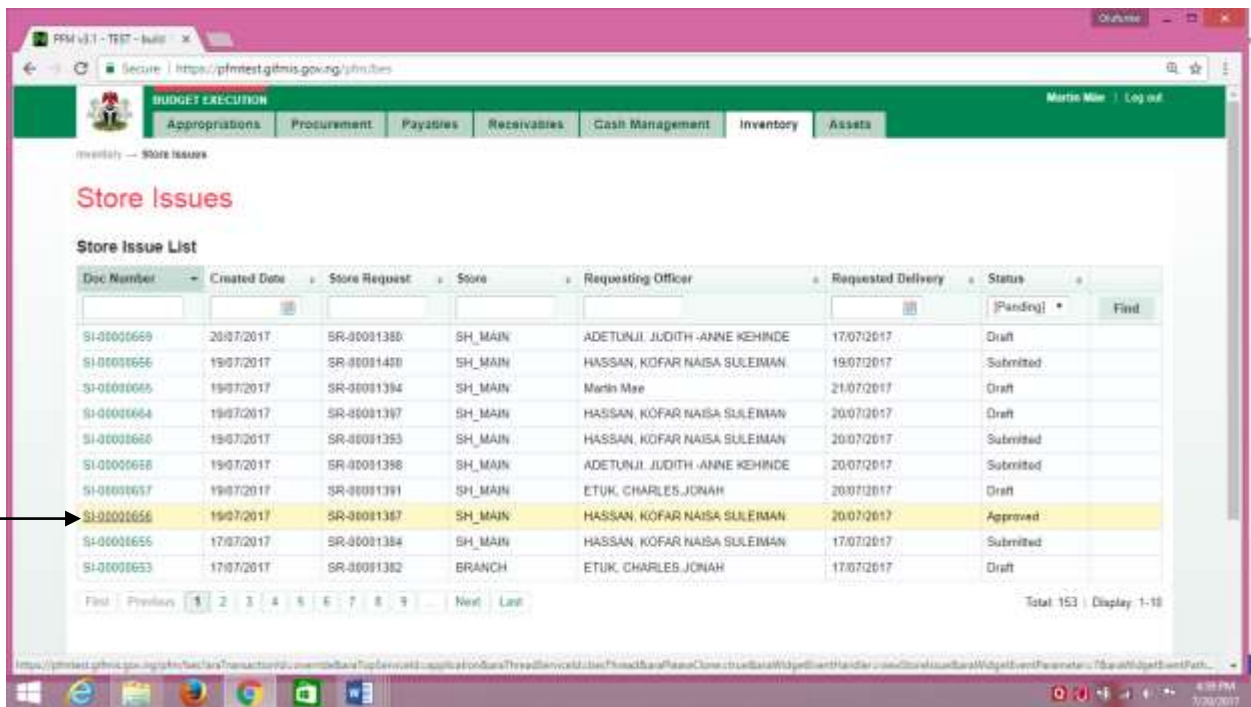 Olufunke
PFM v3.1 - TEST - build
Secure | https://pfmtest.gifmis.gov.ng/pfm/bes
BUDGET EXECUTION
Martin Mae | Log out
Appropriations Procurement Payables Receivables Cash Management Inventory Assets
Inventory — Store Issues
Store Issues
Store Issue List
Doc Number Created Date Store Request Store Requesting Officer Requested Delivery Status
[Pending] Find
SI-00000669 20/07/2017 SR-00001380 SH_MAIN ADETUNJI, JUDITH -ANNE KEHINDE 17/07/2017 Draft
SI-00000666 19/07/2017 SR-00001400 SH_MAIN HASSAN, KOFAR NAISA SULEIMAN 19/07/2017 Submitted
SI-00000665 19/07/2017 SR-00001394 SH_MAIN Martin Mae 21/07/2017 Draft
SI-00000664 19/07/2017 SR-00001397 SH_MAIN HASSAN, KOFAR NAISA SULEIMAN 20/07/2017 Draft
SI-00000660 19/07/2017 SR-00001393 SH_MAIN HASSAN, KOFAR NAISA SULEIMAN 20/07/2017 Submitted
SI-00000658 19/07/2017 SR-00001398 SH_MAIN ADETUNJI, JUDITH -ANNE KEHINDE 20/07/2017 Submitted
SI-00000657 19/07/2017 SR-00001391 SH_MAIN ETUK, CHARLES,JONAH 20/07/2017 Draft
SI-00000656 19/07/2017 SR-00001387 SH_MAIN HASSAN, KOFAR NAISA SULEIMAN 20/07/2017 Approved
SI-00000655 17/07/2017 SR-00001384 SH_MAIN HASSAN, KOFAR NAISA SULEIMAN 17/07/2017 Submitted
SI-00000653 17/07/2017 SR-00001382 BRANCH ETUK, CHARLES,JONAH 17/07/2017 Draft
First Previous 1 2 3 4 5 6 7 8 9 ... Next Last Total: 153 | Display: 1-10
4:59 PM
7/20/2017